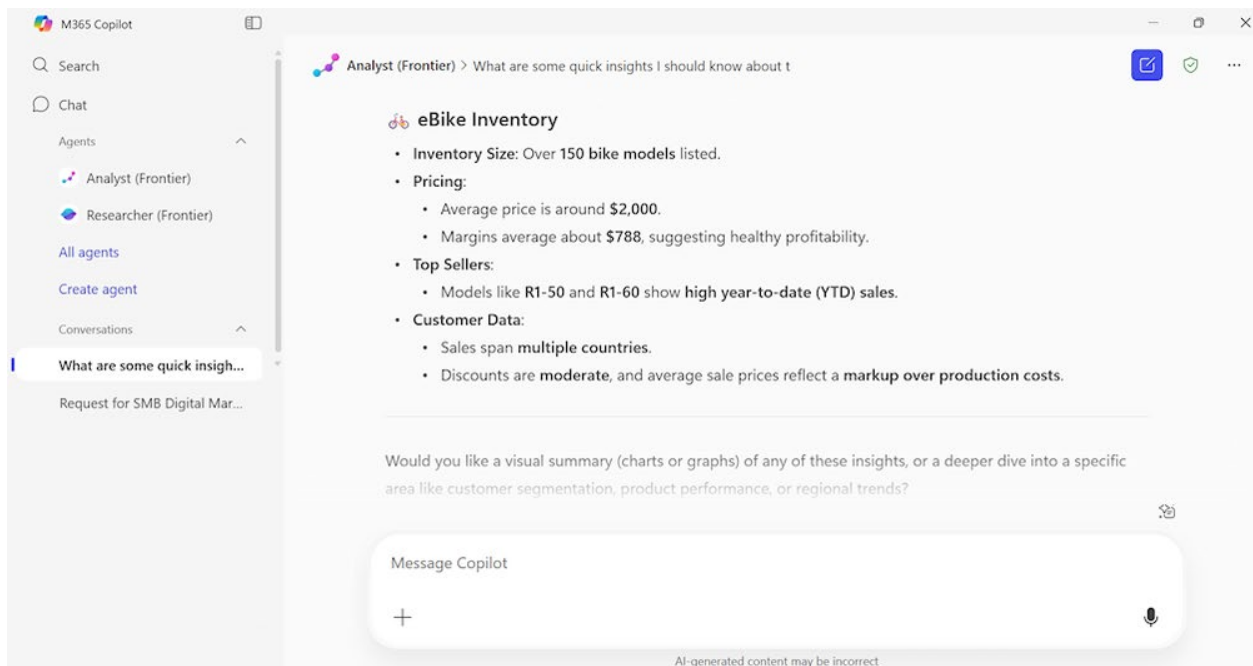 M365 Copilot
Search
Chat
Agents
Analyst (Frontier)
Researcher (Frontier)
All agents
Create agent
Conversations
What are some quick insigh...
Request for SMB Digital Mar...
Analyst (Frontier) > What are some quick insights I should know about t
eBike Inventory
• Inventory Size: Over 150 bike models listed.
• Pricing:
• Average price is around $2,000.
• Margins average about $788, suggesting healthy profitability.
• Top Sellers:
• Models like R1-50 and R1-60 show high year-to-date (YTD) sales.
• Customer Data:
• Sales span multiple countries.
• Discounts are moderate, and average sale prices reflect a markup over production costs.
Would you like a visual summary (charts or graphs) of any of these insights, or a deeper dive into a specific
area like customer segmentation, product performance, or regional trends?
Message Copilot
AI-generated content may be incorrect